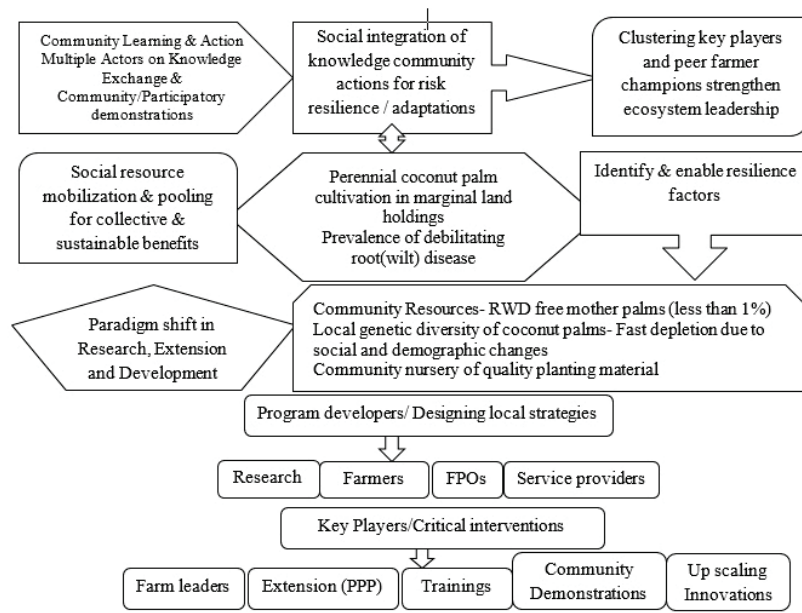 Community Learning & Action
Multiple Actors on Knowledge
Exchange &
Community/Participatory
demonstrations
Social integration of
knowledge community
actions for risk
resilience / adaptations
Clustering key players
and peer farmer
champions strengthen
ecosystem leadership
Social resource
mobilization & pooling
for collective &
sustainable benefits
Perennial coconut palm
cultivation in marginal land
holdings
Prevalence of debilitating
root(wilt) disease
Identify & enable resilience
factors
Paradigm shift in
Research, Extension
and Development
Community Resources- RWD free mother palms (less than 1%)
Local genetic diversity of coconut palms- Fast depletion due to
social and demographic changes
Community nursery of quality planting material
Program developers/ Designing local strategies
Research
Farmers
FPOs
Service providers
Key Players/Critical interventions
Farm leaders
Extension (PPP)
Trainings
Community
Demonstrations
Up scaling
Innovations